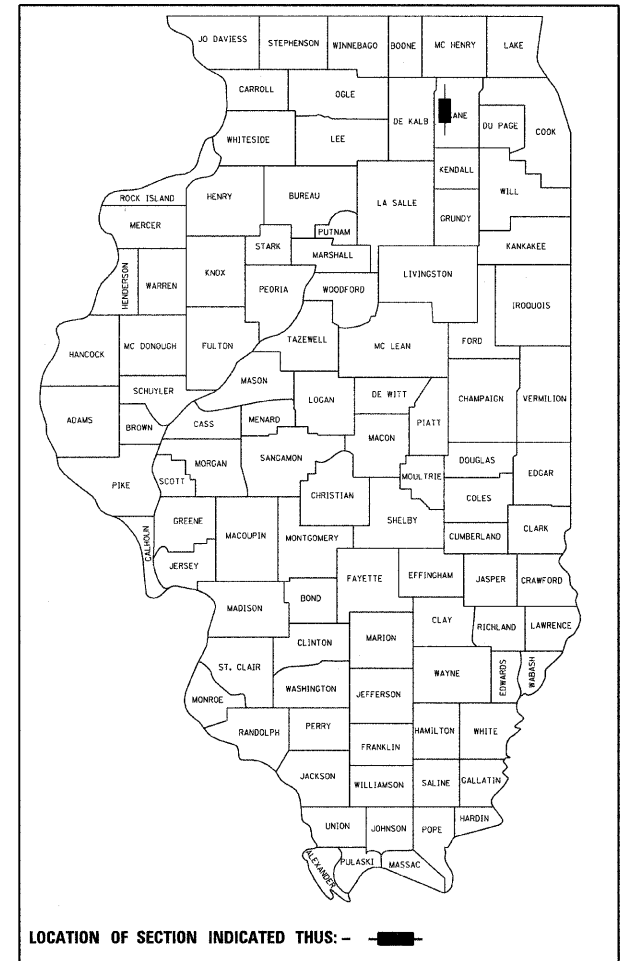 JO DAVIESS
STEPHENSON
WINNEBAGO
BOONE
MC HENRY
LAKE
CARROLL
OGLE
DE KALB
ANE
DU PAGE
COOK
WHITESIDE
LEE
KENDALL
WILL
ROCK ISLAND
HENRY
BUREAU
LA SALLE
GRUNDY
MERCER
PUTNAM
KANKAKEE
STARK
MARSHALL
HENDERSON
WARREN
KNOX
PEORIA
WOODFORD
LIVINGSTON
IROQUOIS
FORD
HANCOCK
MC DONOUGH
FULTON
TAZEWELL
MC LEAN
MASON
SCHUYLER
LOGAN
DE WITT
CHAMPAIGN
VERMILION
ADAMS
BROWN
CASS
MENARD
PIATT
MACON
MORGAN
SANGAMON
DOUGLAS
EDGAR
PIKE
SCOTT
CHRISTIAN
MOULTRIE
COLES
GREENE
SHELBY
CALHOUN
MACOUPIN
MONTGOMERY
CUMBERLAND
CLARK
JERSEY
FAYETTE
EFFINGHAM
JASPER
CRAWFORD
MADISON
BOND
CLAY
RICHLAND
LAWRENCE
CLINTON
MARION
ST. CLAIR
WAYNE
EDWARDS
WABASH
WASHINGTON
JEFFERSON
MONROE
RANDOLPH
PERRY
HAMILTON
WHITE
FRANKLIN
JACKSON
WILLIAMSON
SALINE
GALLATIN
UNION
JOHNSON
POPE
HARDIN
ALEXANDER
PULASKI
MASSAC
LOCATION OF SECTION INDICATED THUS: –